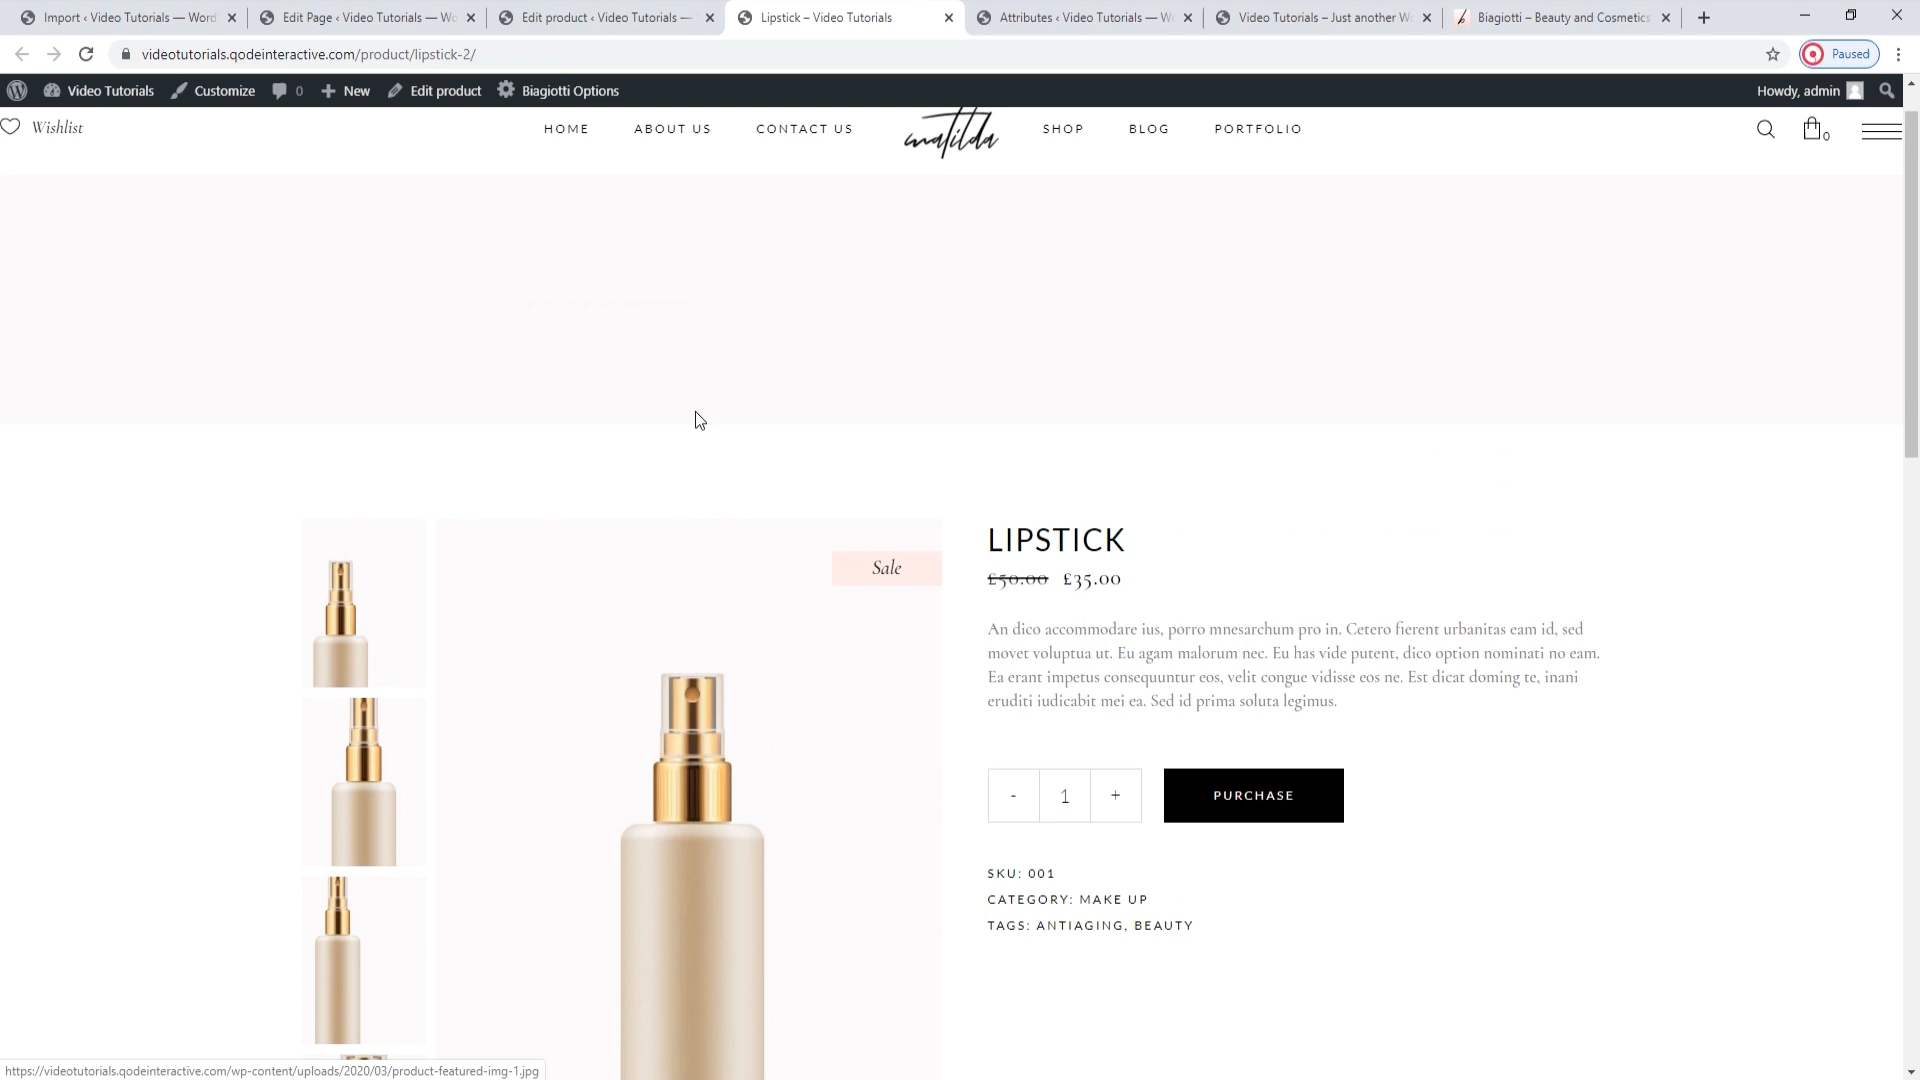 Import ‹ Video Tutorials — Word
Edit Page ‹ Video Tutorials — Wo
Edit product ‹ Video Tutorials —
Lipstick – Video Tutorials
Attributes ‹ Video Tutorials — W
Video Tutorials – Just another Wo
Biagiotti – Beauty and Cosmetics
videotutorials.qodeinteractive.com/product/lipstick-2/
Paused
Video Tutorials
Customize
0
New
Edit product
Biagiotti Options
Howdy, admin
Wishlist
HOME
ABOUT US
CONTACT US
matilda
SHOP
BLOG
PORTFOLIO
0
Sale
LIPSTICK
£50.00 £35.00
An dico accommodare ius, porro mnesarchum pro in. Cetero fierent urbanitas eam id, sed
movet voluptua ut. Eu agam malorum nec. Eu has vide putent, dico option nominati no eam.
Ea erant impetus consequuntur eos, velit congue vidisse eos ne. Est dicat doming te, inani
eruditi iudicabit mei ea. Sed id prima soluta legimus.
- 1 +
PURCHASE
SKU: 001
CATEGORY: MAKE UP
TAGS: ANTIAGING, BEAUTY
https://videotutorials.qodeinteractive.com/wp-content/uploads/2020/03/product-featured-img-1.jpg